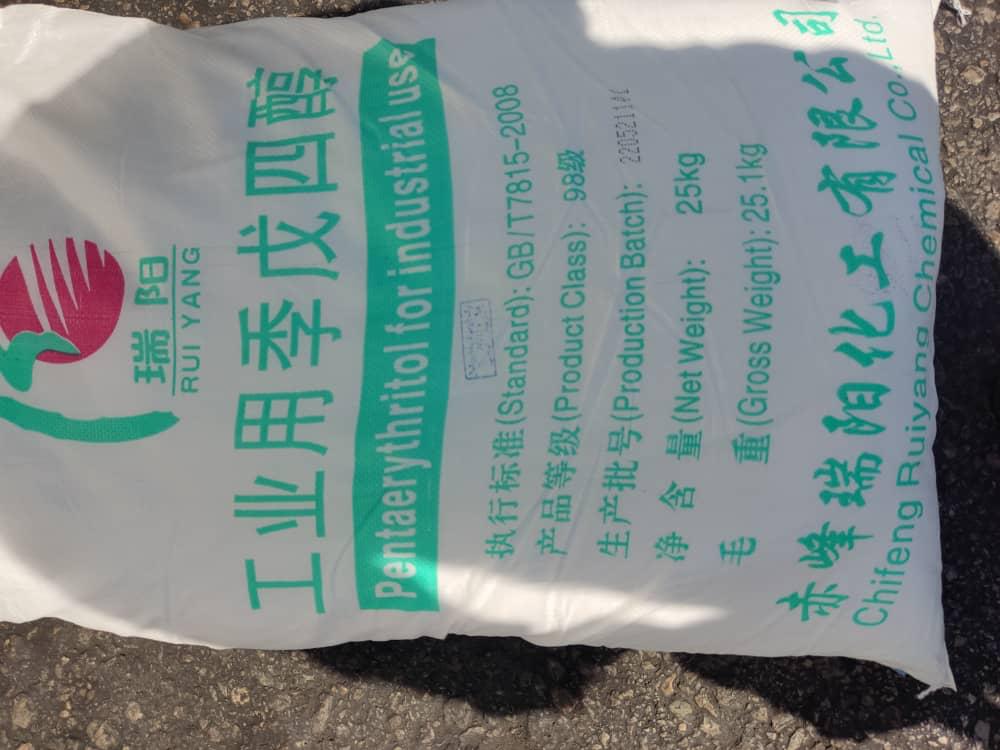 瑞阳
RUI YANG
工业用季戊四醇
Pentaerythritol for industrial use
执行标准(Standard): GB/T7815-2008
产品等级(Product Class): 98级
生产批号(Production Batch):
净 含 量(Net Weight): 25kg
毛 重(Gross Weight): 25.1kg
赤峰瑞阳化工有限公司
Chifeng Ruiyang Chemical Co.,Ltd.